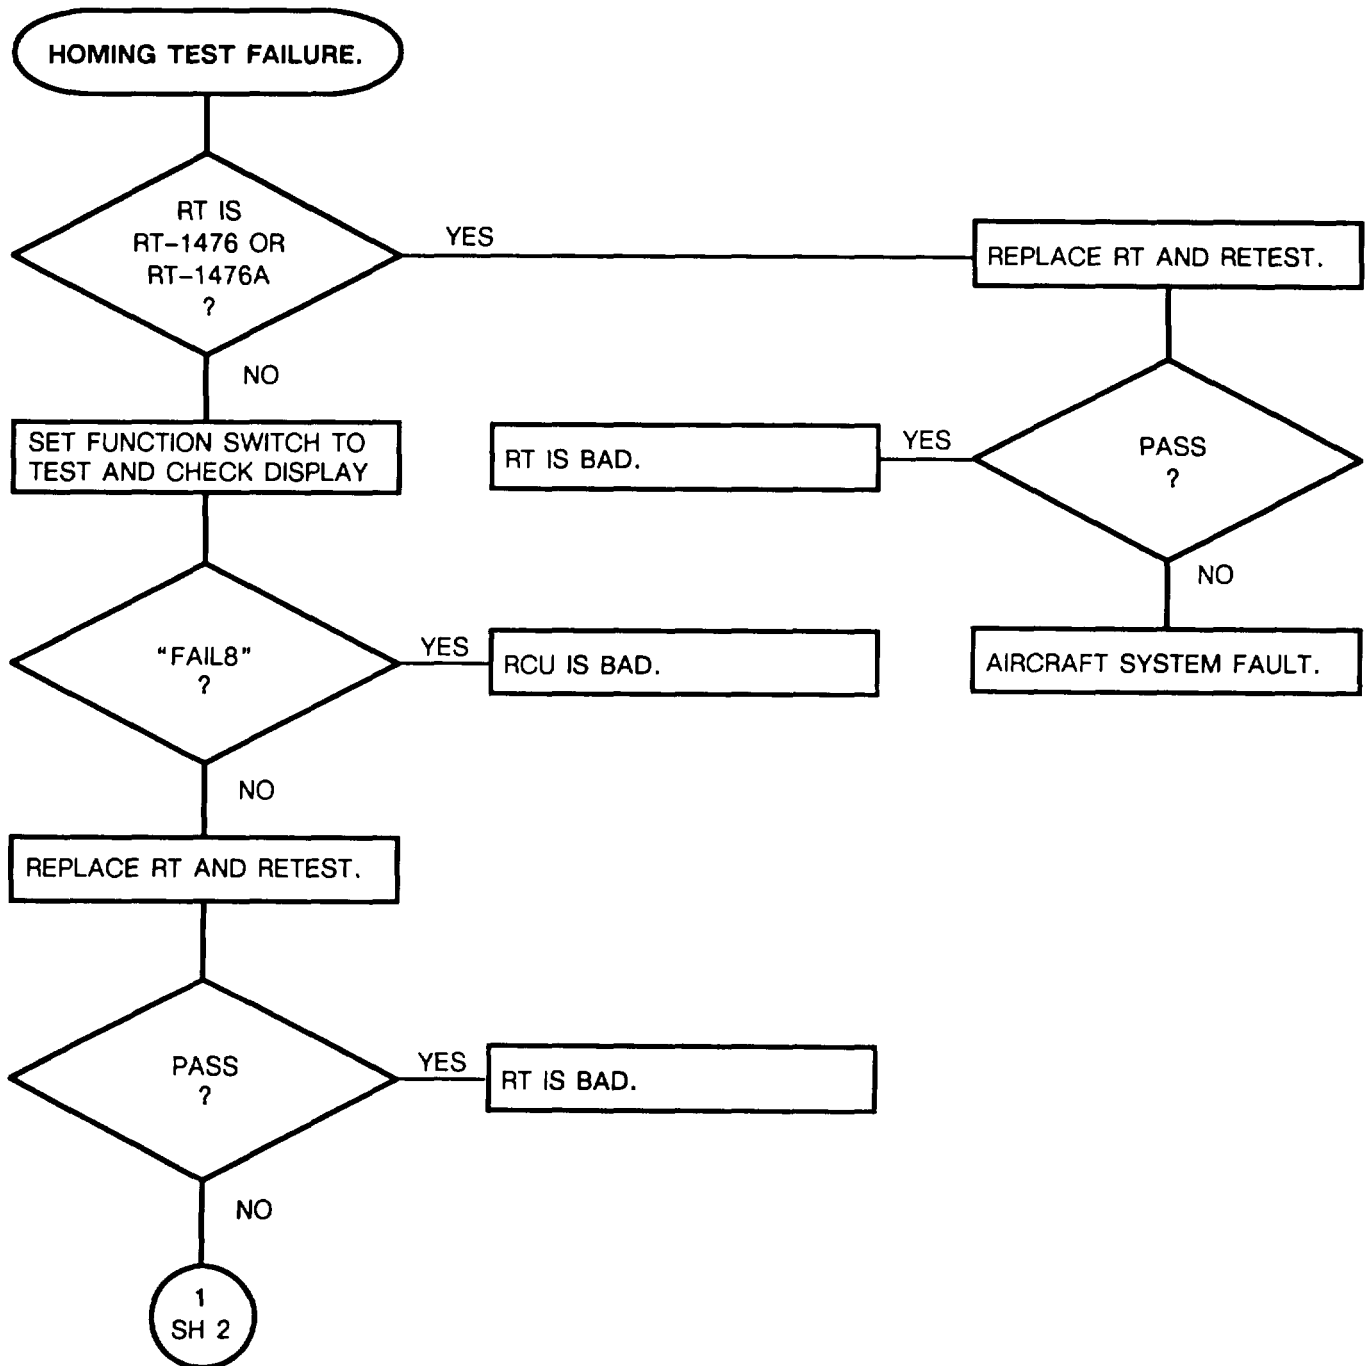 HOMING TEST FAILURE.
RT IS
RT-1476 OR
RT-1476A
?
YES
REPLACE RT AND RETEST.
NO
SET FUNCTION SWITCH TO
TEST AND CHECK DISPLAY
RT IS BAD.
YES
PASS
?
NO
"FAIL8"
?
YES
RCU IS BAD.
AIRCRAFT SYSTEM FAULT.
NO
REPLACE RT AND RETEST.
PASS
?
YES
RT IS BAD.
NO
1
SH 2